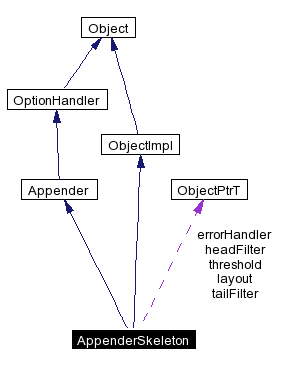 Object
OptionHandler
ObjectImpl
Appender
ObjectPtrT
errorHandler
headFilter
threshold
layout
tailFilter
AppenderSkeleton